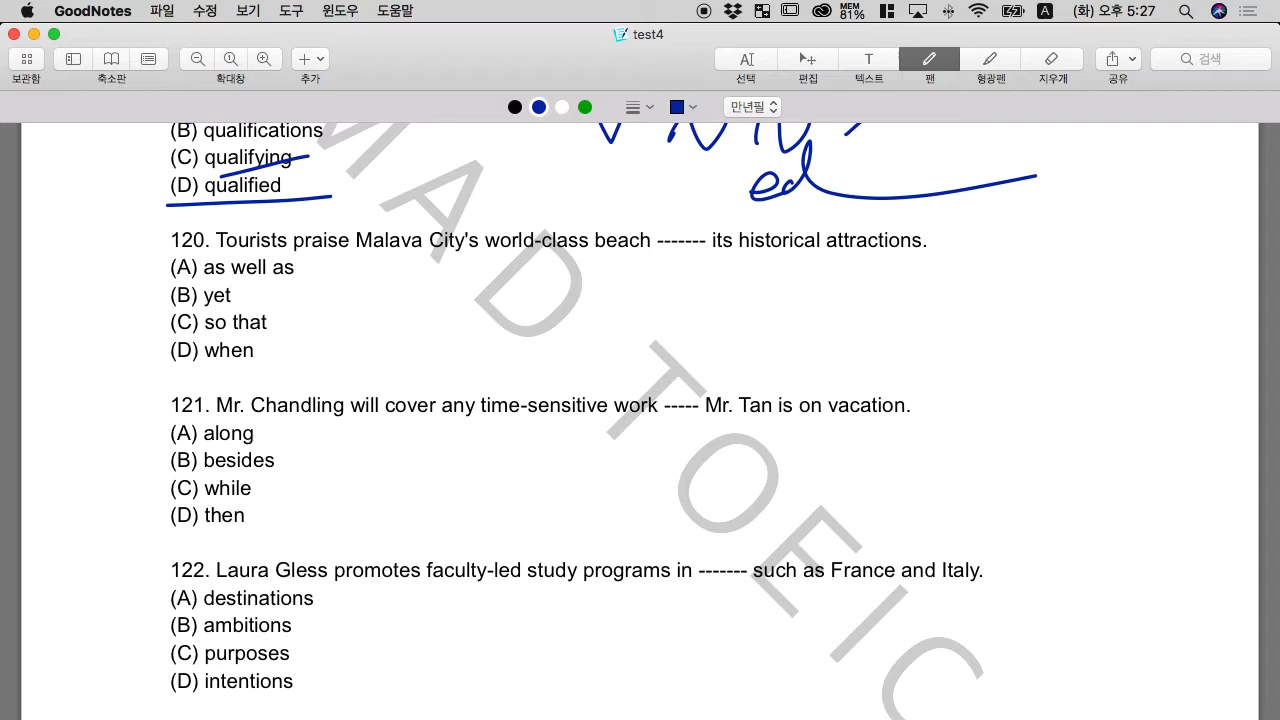 GoodNotes 파일 수정 보기 도구 윈도우 도움말 MEM 81% A (화) 오후 5:27
test4
보관함 축소판 확대창 추가 선택 편집 텍스트 펜 형광펜 지우개 공유 검색
만년필
(B) qualifications
(C) qualifying
(D) qualified
ed
120. Tourists praise Malava City's world-class beach ------- its historical attractions.
(A) as well as
(B) yet
(C) so that
(D) when
121. Mr. Chandling will cover any time-sensitive work ----- Mr. Tan is on vacation.
(A) along
(B) besides
(C) while
(D) then
122. Laura Gless promotes faculty-led study programs in ------- such as France and Italy.
(A) destinations
(B) ambitions
(C) purposes
(D) intentions
MAD TOEIC